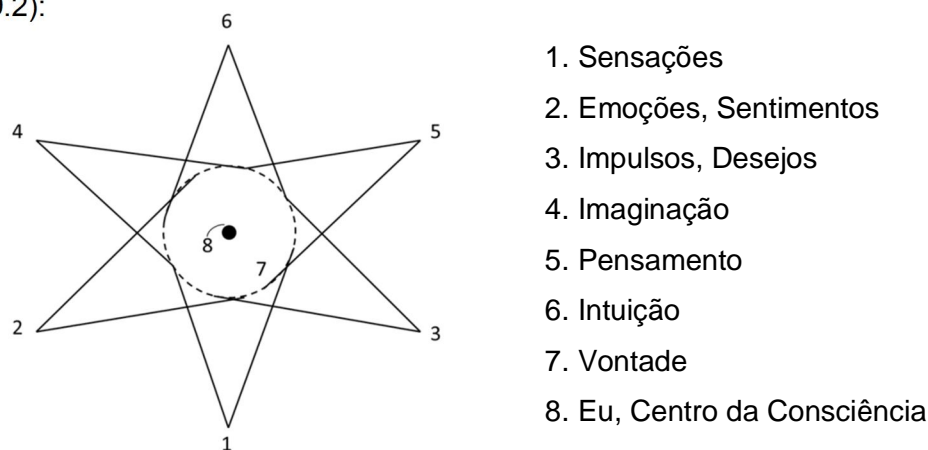 .2):
6
4
5
8
7
2
3
1
1. Sensações
2. Emoções, Sentimentos
3. Impulsos, Desejos
4. Imaginação
5. Pensamento
6. Intuição
7. Vontade
8. Eu, Centro da Consciência